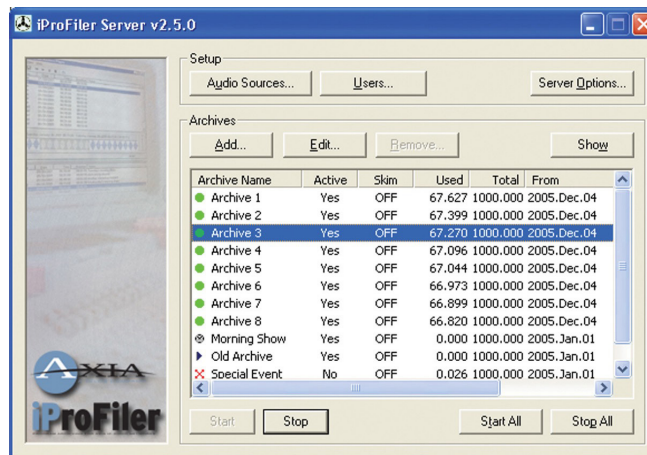 iProFiler Server v2.5.0
Setup
Audio Sources...
Users...
Server Options...
Archives
Add...
Edit...
Remove...
Show
Archive Name Active Skim Used Total From
Archive 1 Yes OFF 67.627 1000.000 2005.Dec.04
Archive 2 Yes OFF 67.399 1000.000 2005.Dec.04
Archive 3 Yes OFF 67.270 1000.000 2005.Dec.04
Archive 4 Yes OFF 67.096 1000.000 2005.Dec.04
Archive 5 Yes OFF 67.044 1000.000 2005.Dec.04
Archive 6 Yes OFF 66.973 1000.000 2005.Dec.04
Archive 7 Yes OFF 66.899 1000.000 2005.Dec.04
Archive 8 Yes OFF 66.820 1000.000 2005.Dec.04
Morning Show Yes OFF 0.000 1000.000 2005.Jan.01
Old Archive Yes OFF 0.000 1000.000 2005.Jan.01
Special Event No OFF 0.026 1000.000 2005.Jan.01
AXIA
iProFiler
Start
Stop
Start All
Stop All